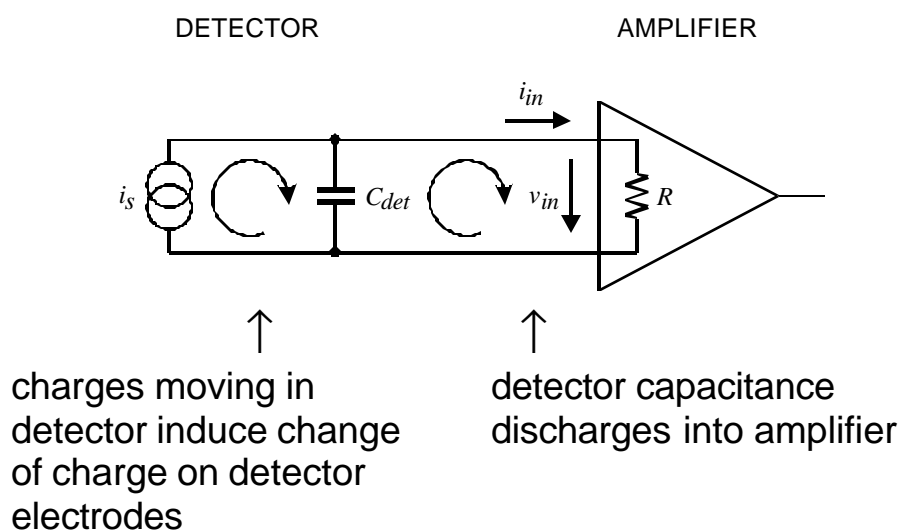 DETECTOR
AMPLIFIER
i_in
i_s
C_det
v_in
R
charges moving in
detector induce change
of charge on detector
electrodes
detector capacitance
discharges into amplifier